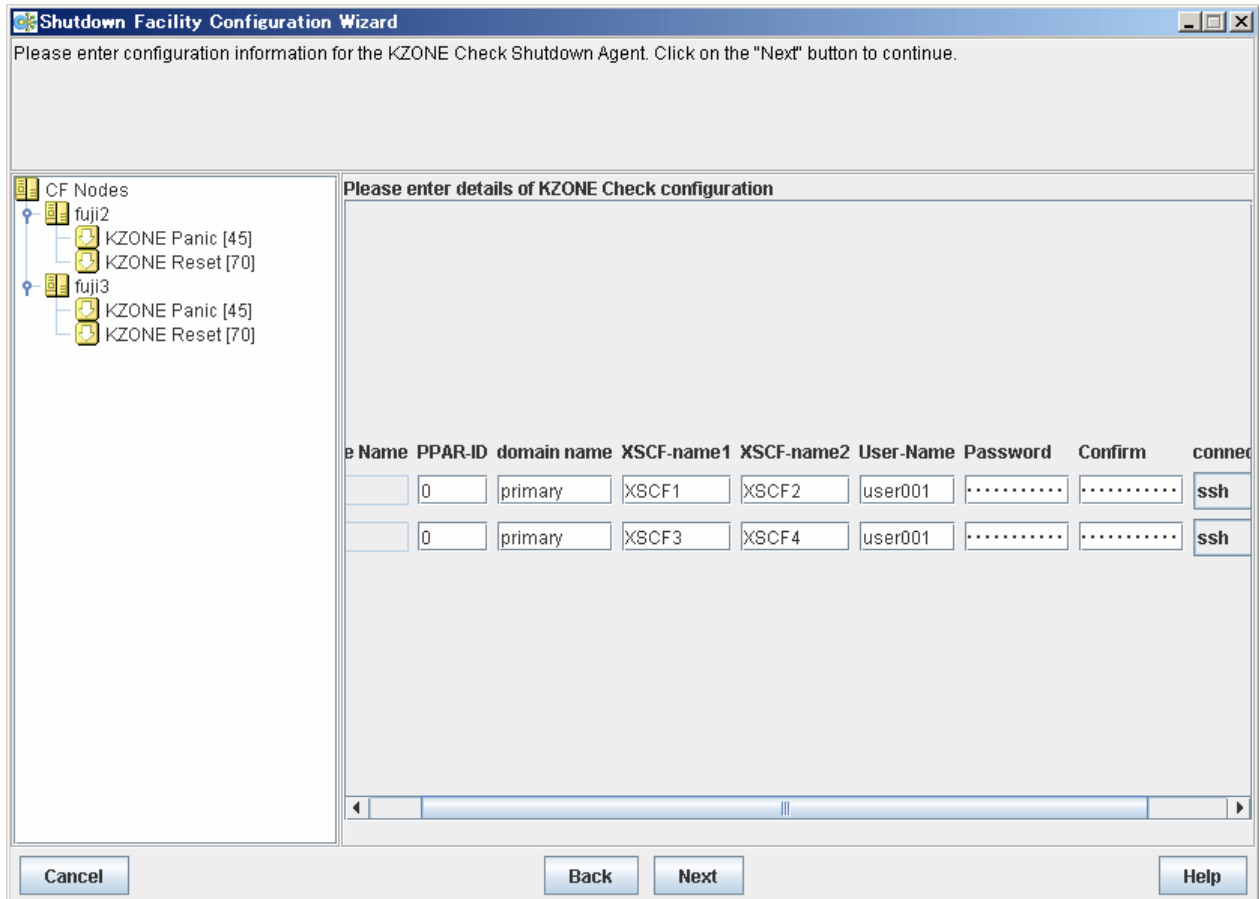 Shutdown Facility Configuration Wizard
Please enter configuration information for the KZONE Check Shutdown Agent. Click on the "Next" button to continue.
CF Nodes
fuji2
KZONE Panic [45]
KZONE Reset [70]
fuji3
KZONE Panic [45]
KZONE Reset [70]
Please enter details of KZONE Check configuration
e Name PPAR-ID domain name XSCF-name1 XSCF-name2 User-Name Password Confirm connec
0 primary XSCF1 XSCF2 user001 ··········· ··········· ssh
0 primary XSCF3 XSCF4 user001 ··········· ··········· ssh
Cancel Back Next Help